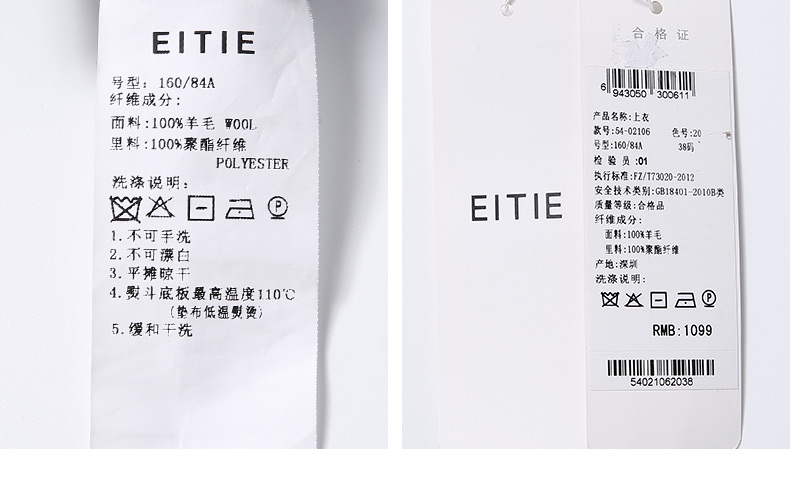 EITIE
号型: 160/84A
纤维成分:
面料:100%羊毛 WOOL
里料:100%聚酯纤维
POLYESTER
洗涤说明:
1.不可手洗
2.不可漂白
3.平摊晾干
4.熨斗底板最高温度110℃
(垫布低温熨烫)
5.缓和干洗
EITIE
合格证
6 943050 300611
产品名称:上衣
款号:54-02106 色号:20
号型:160/84A 38码
检验员:01
执行标准:FZ/T73020-2012
安全技术类别:GB18401-2010B类
质量等级:合格品
纤维成分:
面料:100%羊毛
里料:100%聚酯纤维
产地:深圳
洗涤说明:
RMB:1099
54021062038